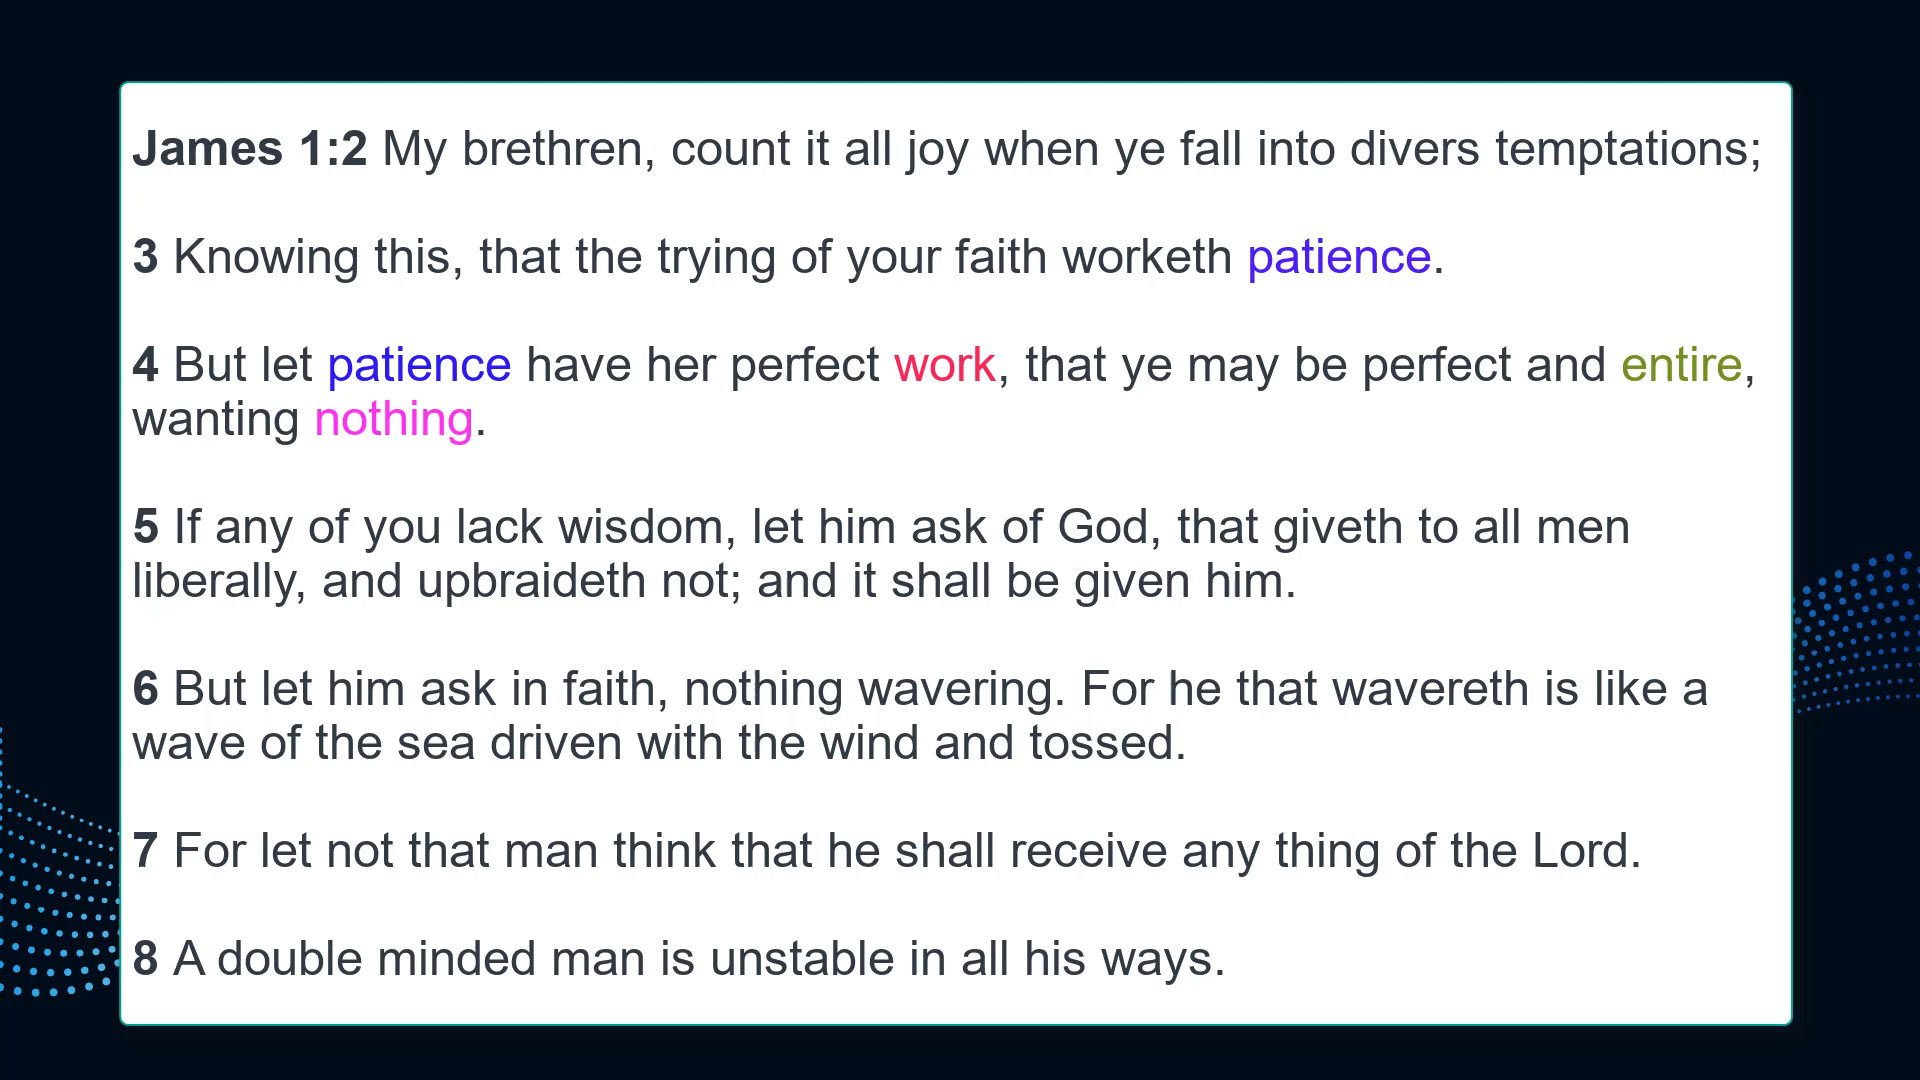 James 1:2 My brethren, count it all joy when ye fall into divers temptations;
3 Knowing this, that the trying of your faith worketh patience.
4 But let patience have her perfect work, that ye may be perfect and entire,
wanting nothing.
5 If any of you lack wisdom, let him ask of God, that giveth to all men
liberally, and upbraideth not; and it shall be given him.
6 But let him ask in faith, nothing wavering. For he that wavereth is like a
wave of the sea driven with the wind and tossed.
7 For let not that man think that he shall receive any thing of the Lord.
8 A double minded man is unstable in all his ways.